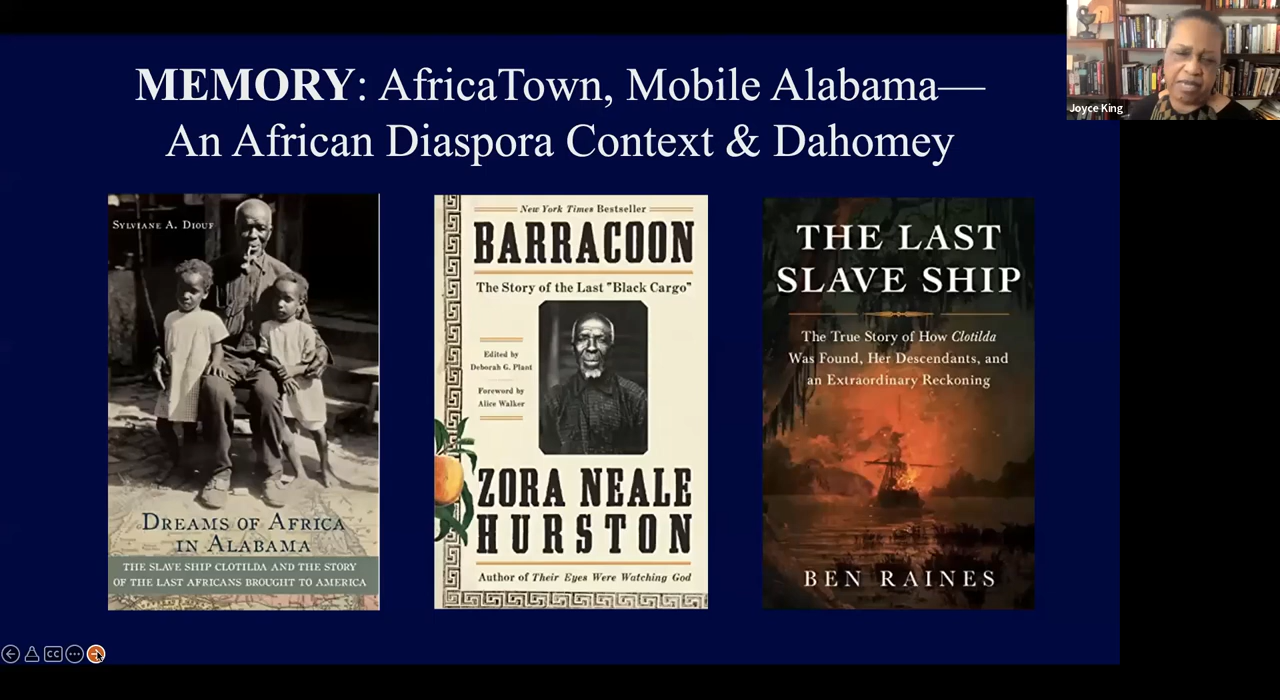 MEMORY: AfricaTown, Mobile Alabama—
An African Diaspora Context & Dahomey
Joyce King
SYLVIANE A. DIOUF
DREAMS OF AFRICA
IN ALABAMA
THE SLAVE SHIP CLOTILDA AND THE STORY
OF THE LAST AFRICANS BROUGHT TO AMERICA
New York Times Bestseller
BARRACOON
The Story of the Last "Black Cargo"
Edited by
Deborah G. Plant
Foreword by
Alice Walker
ZORA NEALE
HURSTON
Author of Their Eyes Were Watching God
THE LAST
SLAVE SHIP
The True Story of How Clotilda
Was Found, Her Descendants, and
an Extraordinary Reckoning
BEN RAINES
CC